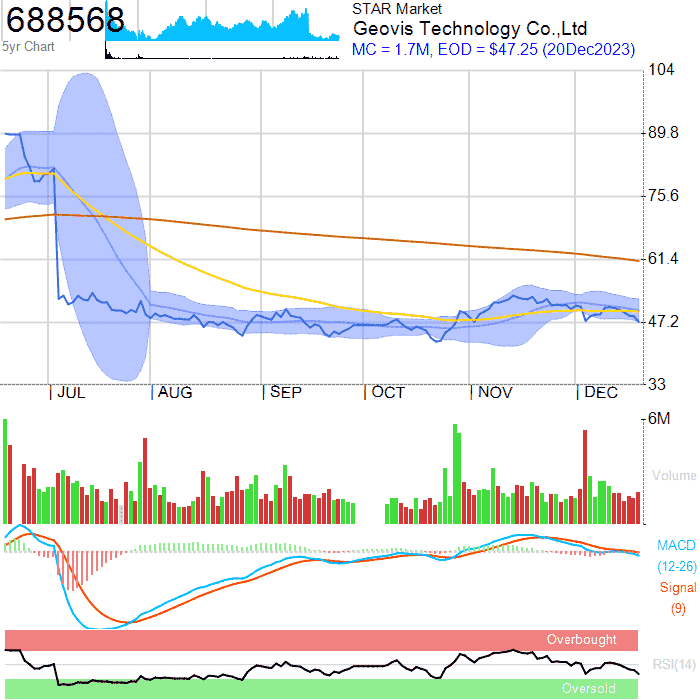 688568
5yr Chart
STAR Market
Geovis Technology Co.,Ltd
MC = 1.7M, EOD = $47.25 (20Dec2023)
104
89.8
75.6
61.4
47.2
33
JUL AUG SEP OCT NOV DEC
6M
Volume
MACD
(12-26)
Signal
(9)
Overbought
RSI(14)
Oversold